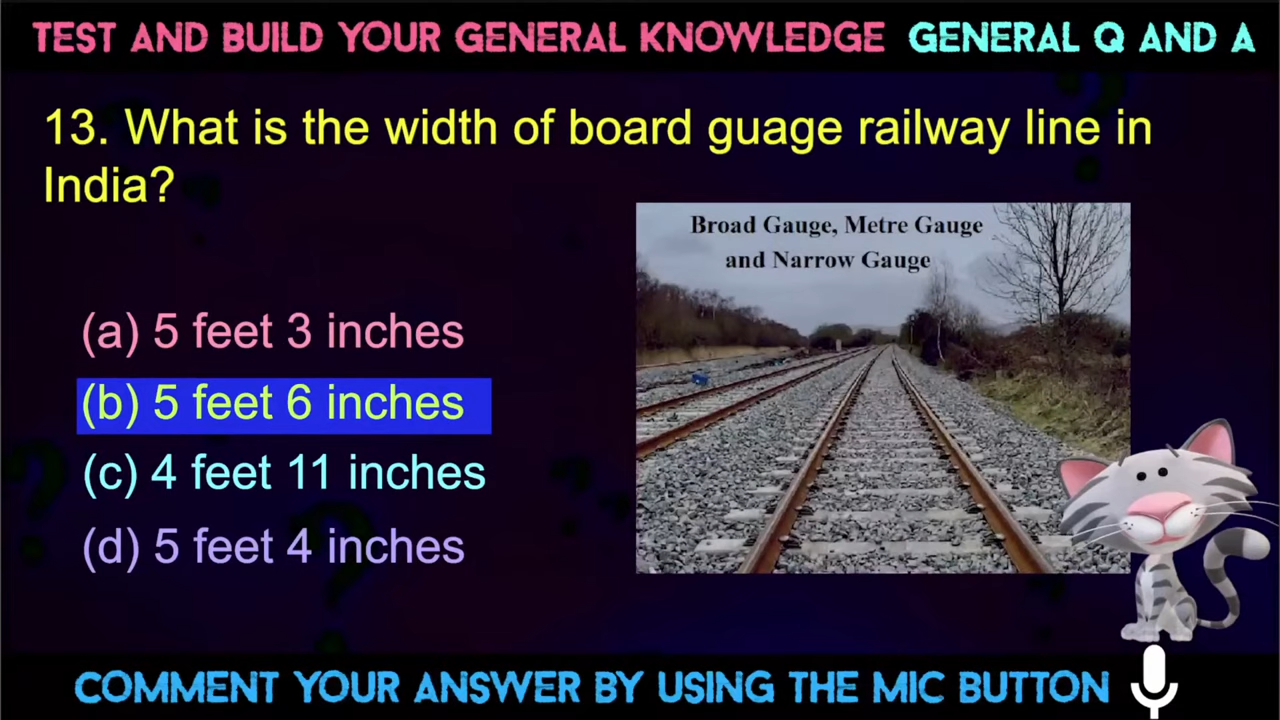 TEST AND BUILD YOUR GENERAL KNOWLEDGE GENERAL Q AND A
13. What is the width of board guage railway line in
India?
Broad Gauge, Metre Gauge
and Narrow Gauge
(a) 5 feet 3 inches
(b) 5 feet 6 inches
(c) 4 feet 11 inches
(d) 5 feet 4 inches
COMMENT YOUR ANSWER BY USING THE MIC BUTTON